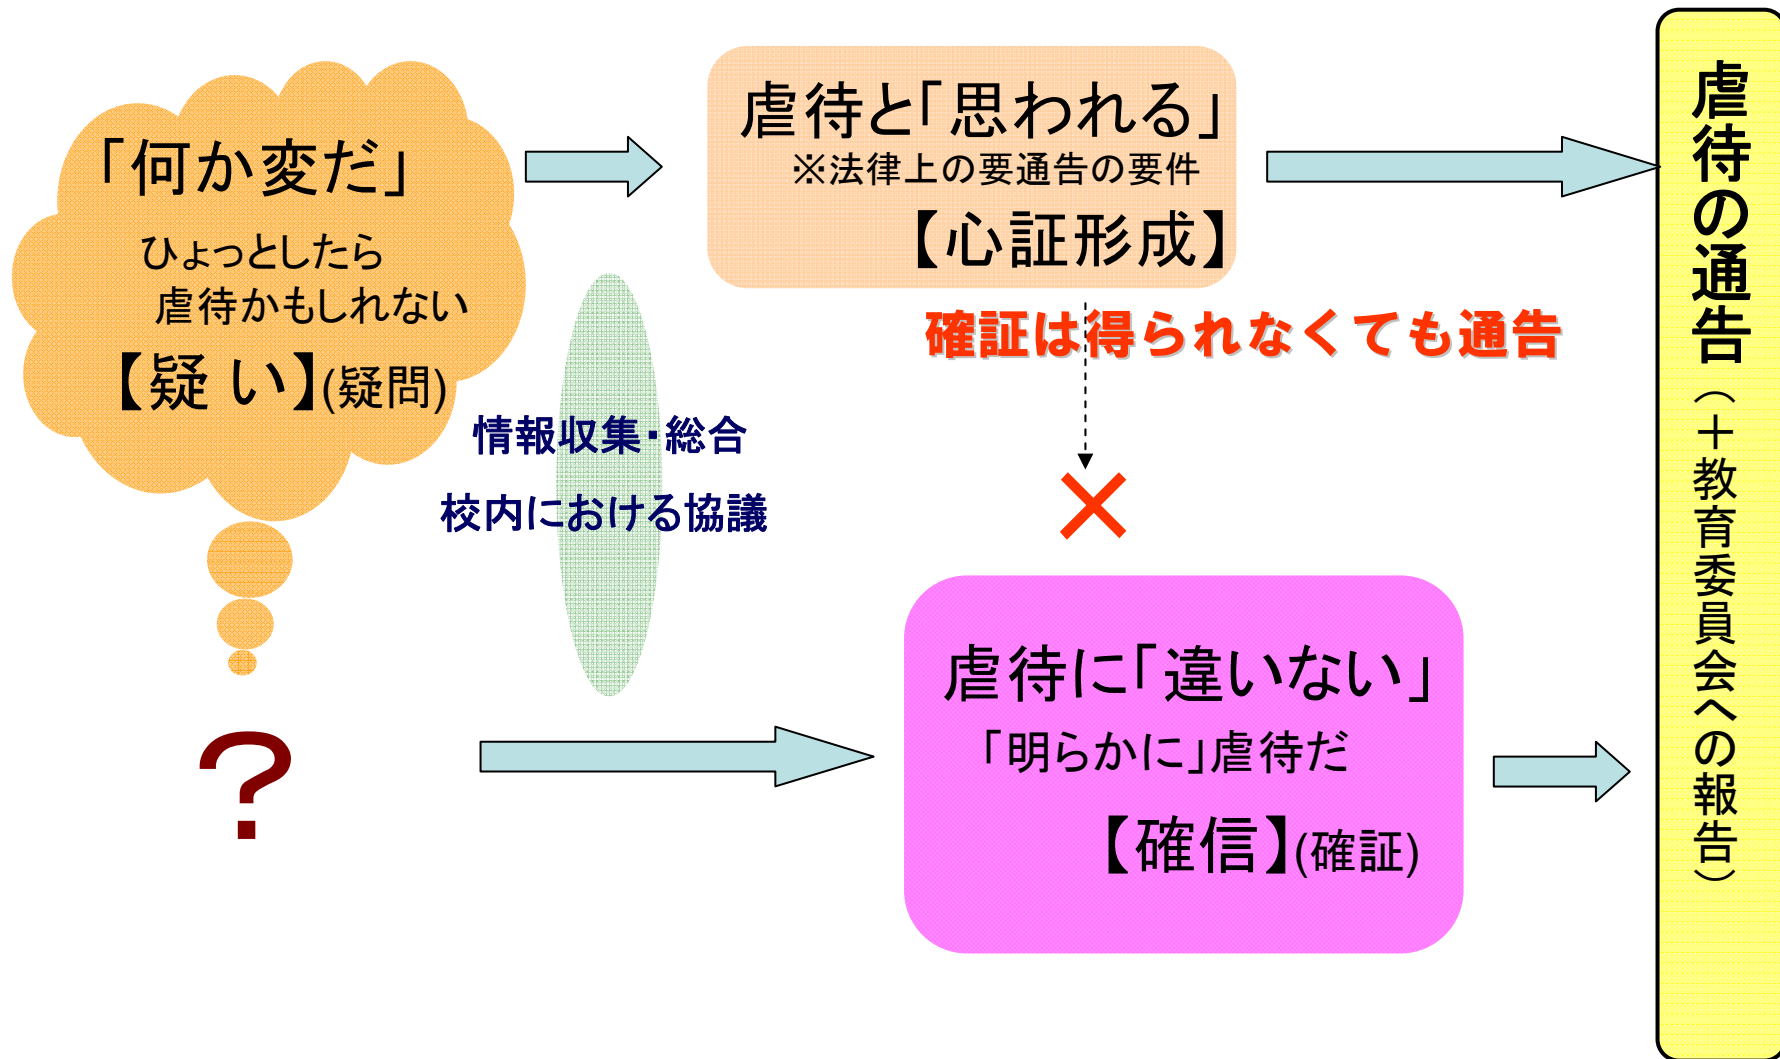 「何か変だ」
ひょっとしたら
虐待かもしれない
【疑い】(疑問)
?
情報収集・総合
校内における協議
虐待と「思われる」
※法律上の要通告の要件
【心証形成】
確証は得られなくても通告
×
虐待に「違いない」
「明らかに」虐待だ
【確信】(確証)
虐待の通告(+教育委員会への報告)